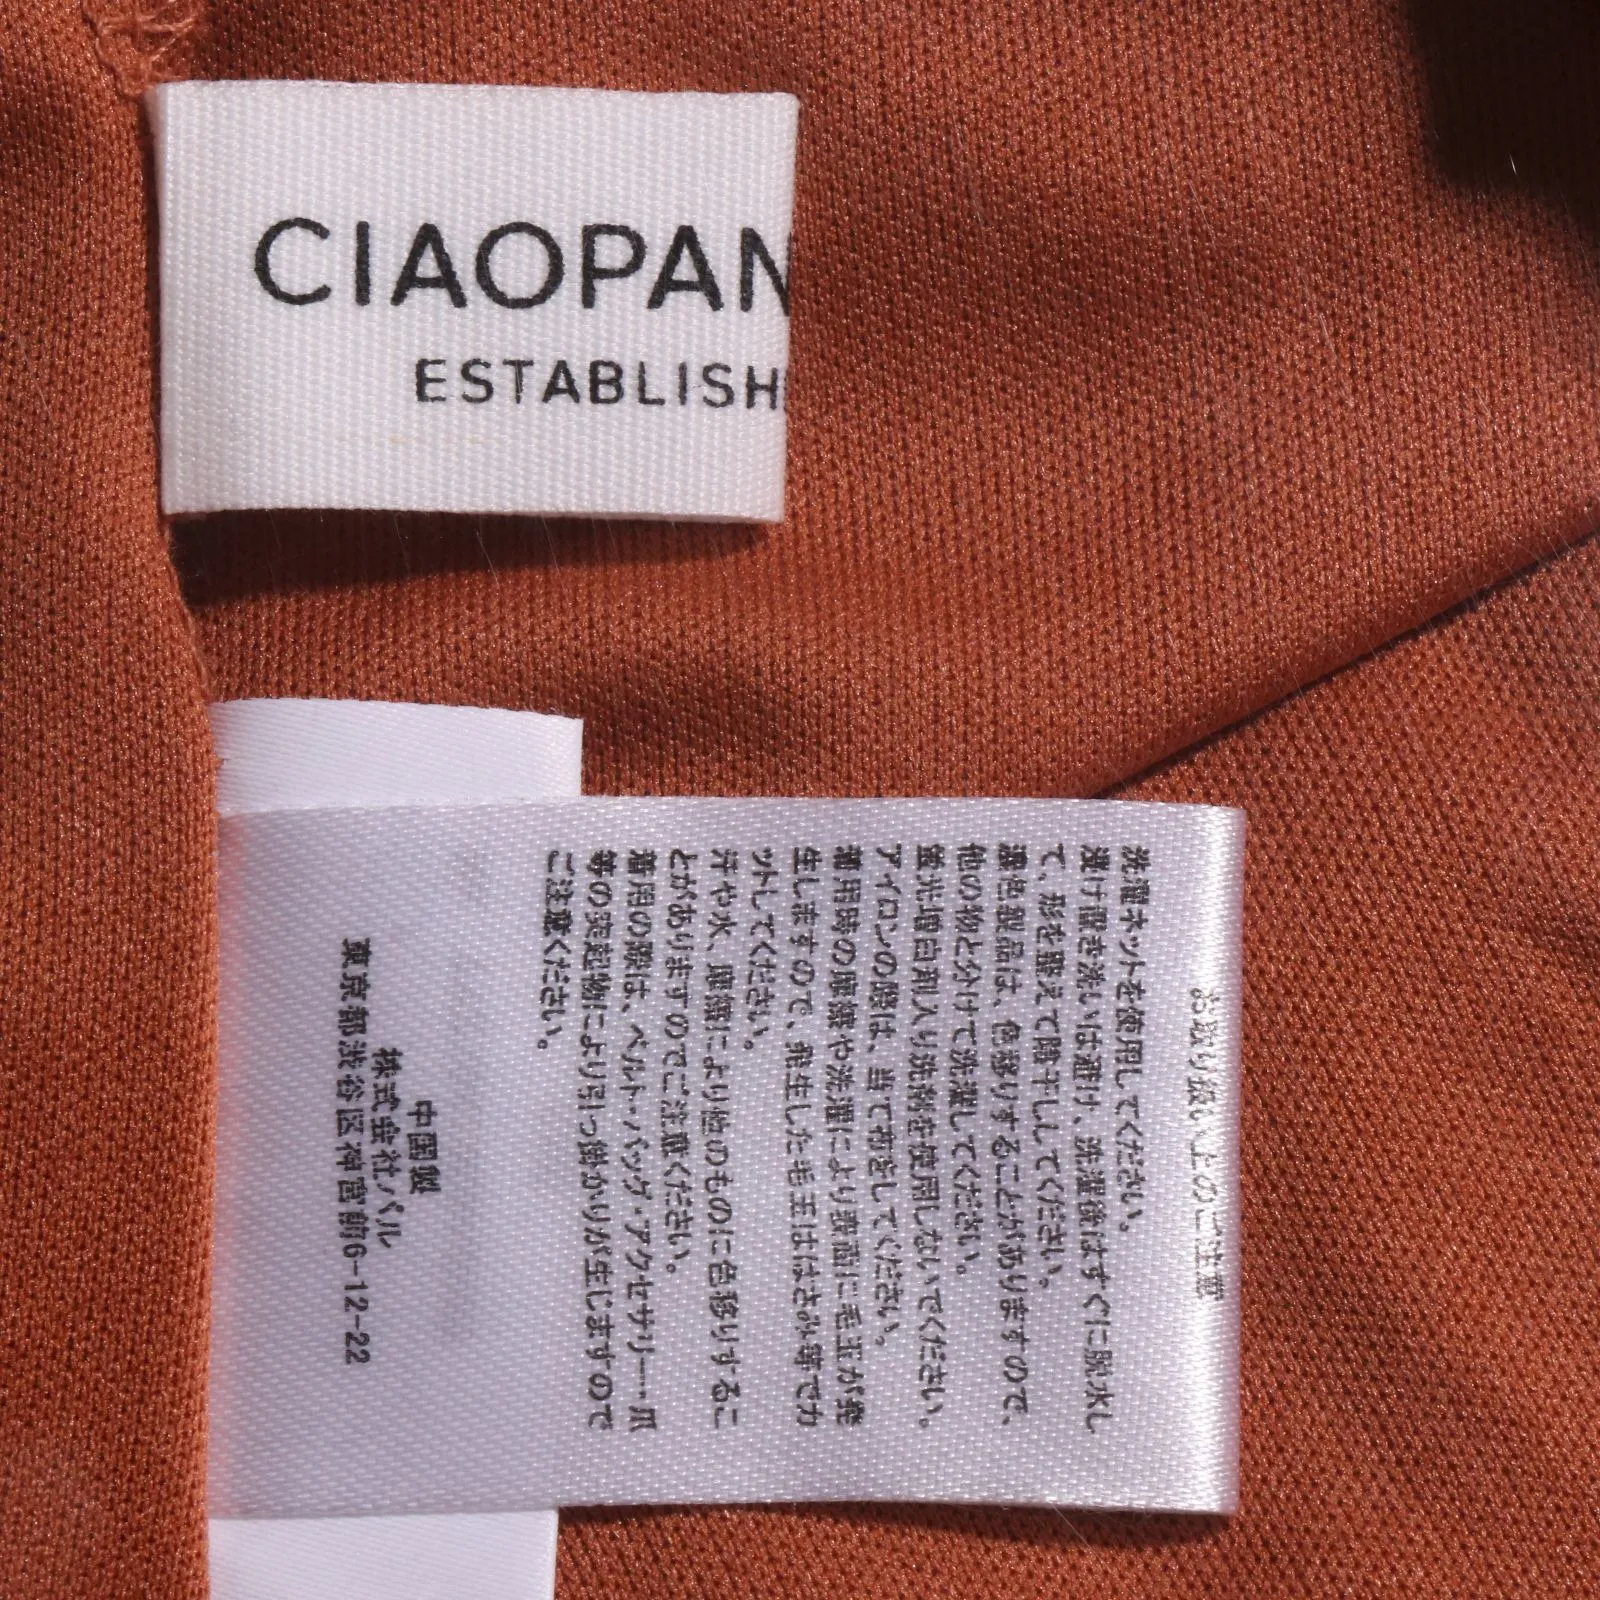 CIAOPAN
ESTABLISH
お取り扱い上のご注意
洗濯ネットを使用してください。
漬け置き洗いは避け、洗濯後はすぐに脱水し
て、形を整えて陰干ししてください。
濃色製品は、色移りすることがありますので、
他の物と分けて洗濯してください。
蛍光増白剤入り洗剤を使用しないでください。
アイロンの際は、当て布をしてください。
着用時の摩擦や洗濯により表面に毛玉が発
生しますので、発生した毛玉ははさみ等でカ
ットしてください。
汗や水、摩擦により他のものに色移りするこ
とがありますのでご注意ください。
着用の際は、ベルト・バッグ・アクセサリー・爪
等の突起物により引っ掛かりが生じますので
ご注意ください。
中国製
株式会社パル
東京都渋谷区神宮前6-12-22